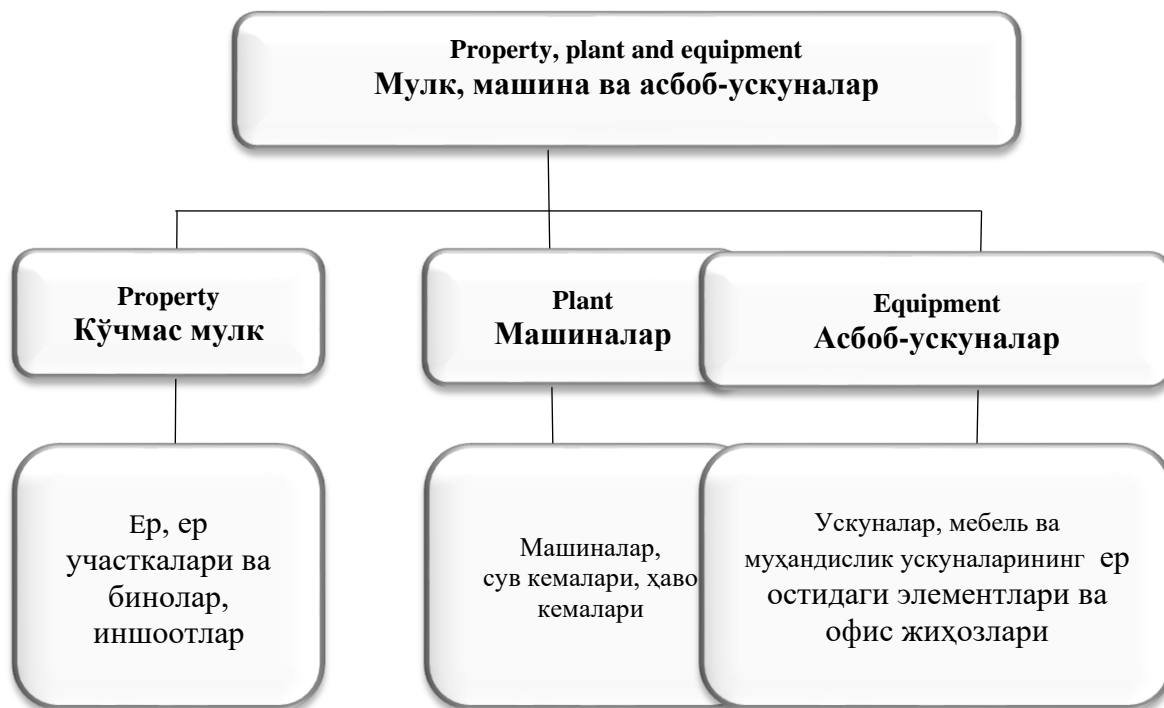 Property, plant and equipment
Мулк, машина ва асбоб-ускуналар
Property
Кўчмас мулк
Plant
Машиналар
Equipment
Асбоб-ускуналар
Ер, ер
участкалари ва
бинолар,
иншоотлар
Машиналар,
сув кемалари, ҳаво
кемалари
Ускуналар, мебель ва
муҳандислик ускуналарининг ер
остидаги элементлари ва
офис жиҳозлари